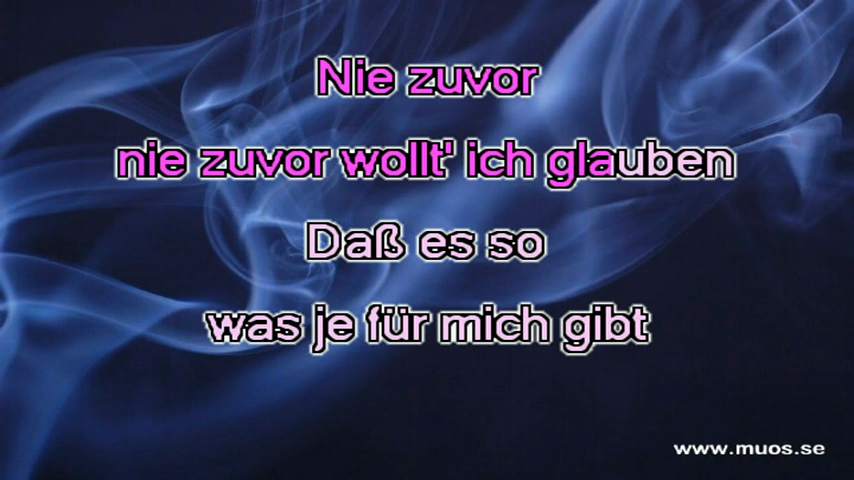 Nie zuvor
nie zuvor wollt' ich glauben
Daß es so
was je für mich gibt
www.muos.se